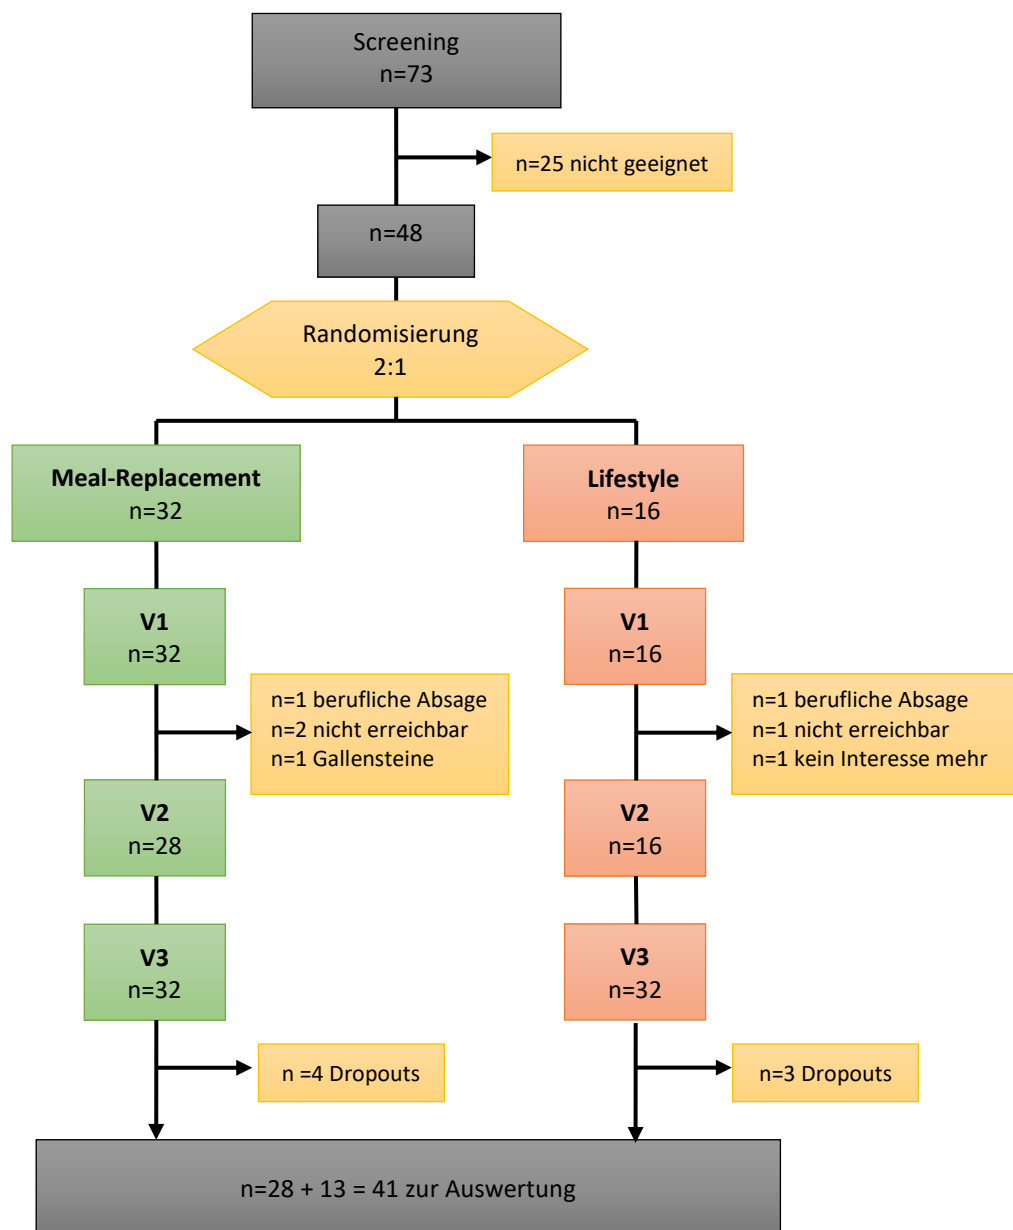 Screening
n=73
n=25 nicht geeignet
n=48
Randomisierung
2:1
Meal-Replacement
n=32
Lifestyle
n=16
V1
n=32
V1
n=16
n=1 berufliche Absage
n=2 nicht erreichbar
n=1 Gallensteine
n=1 berufliche Absage
n=1 nicht erreichbar
n=1 kein Interesse mehr
V2
n=28
V2
n=16
V3
n=32
V3
n=32
n =4 Dropouts
n=3 Dropouts
n=28 + 13 = 41 zur Auswertung